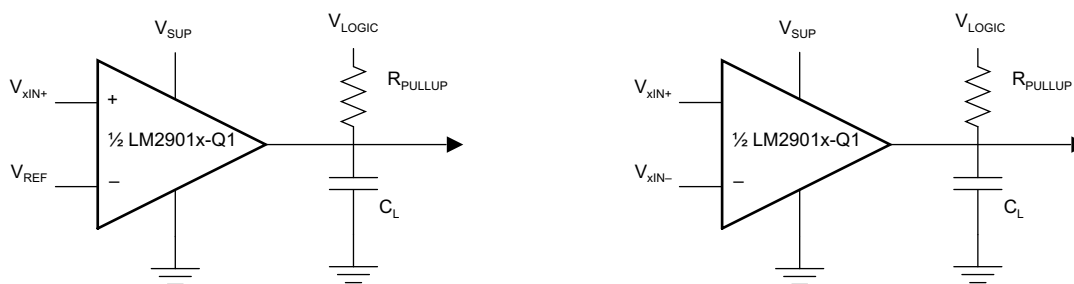 V_SUP
V_LOGIC
V_xIN+
+
R_PULLUP
½ LM2901x-Q1
V_REF
–
C_L
V_SUP
V_LOGIC
V_xIN+
R_PULLUP
½ LM2901x-Q1
V_xIN–
–
C_L